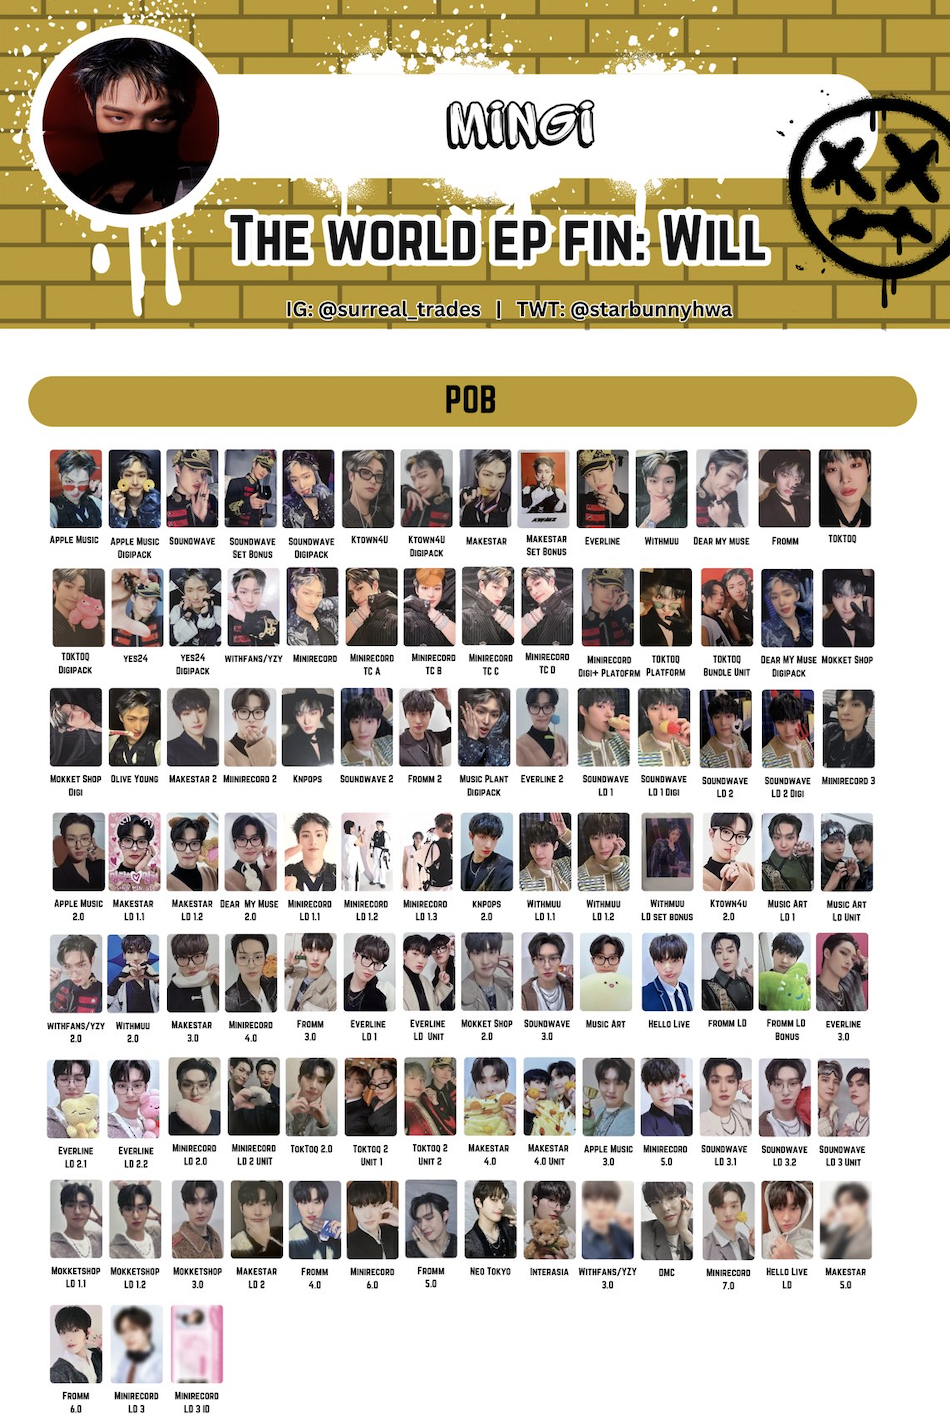 MiNGi
THE WORLD EP FIN: WILL
IG: @surreal_trades | TWT: @starbunnyhwa
POB
APPLE MUSIC
APPLE MUSIC
DIGIPACK
SOUNDWAVE
SOUNDWAVE
SET BONUS
SOUNDWAVE
DIGIPACK
KTOWN4U
KTOWN4U
DIGIPACK
MAKESTAR
MAKESTAR
SET BONUS
EVERLINE
WITHMUU
DEAR MY MUSE
FROMM
TOKTOQ
TOKTOQ
DIGIPACK
YES24
YES24
DIGIPACK
WITHFANS/YZY
MINIRECORD
MINIRECORD
TC A
MINIRECORD
TC B
MINIRECORD
TC C
MINIRECORD
TC D
MINIRECORD
DIGI+ PLATOFRM
TOKTOQ
PLATFORM
TOKTOQ
BUNDLE UNIT
DEAR MY MUSE
DIGIPACK
MOKKET SHOP
MOKKET SHOP
DIGI
OLIVE YOUNG
MAKESTAR 2
MIINIRECORD 2
KNPOPS
SOUNDWAVE 2
FROMM 2
MUSIC PLANT
DIGIPACK
EVERLINE 2
SOUNDWAVE
LD 1
SOUNDWAVE
LD 1 DIGI
SOUNDWAVE
LD 2
SOUNDWAVE
LD 2 DIGI
MIINIRECORD 3
APPLE MUSIC
2.0
MAKESTAR
LD 1.1
MAKESTAR
LD 1.2
DEAR MY MUSE
2.0
MINIRECORD
LD 1.1
MINIRECORD
LD 1.2
MINIRECORD
LD 1.3
KNPOPS
2.0
WITHMUU
LD 1.1
WITHMUU
LD 1.2
WITHMUU
LD SET BONUS
KTOWN4U
2.0
MUSIC ART
LD 1
MUSIC ART
LD UNIT
WITHFANS/YZY
2.0
WITHMUU
2.0
MAKESTAR
3.0
MINIRECORD
4.0
FROMM
3.0
EVERLINE
LD 1
EVERLINE
LD UNIT
MOKKET SHOP
2.0
SOUNDWAVE
3.0
MUSIC ART
HELLO LIVE
FROMM LD
FROMM LD
BONUS
EVERLINE
3.0
EVERLINE
LD 2.1
EVERLINE
LD 2.2
MINIRECORD
LD 2.0
MINIRECORD
LD 2 UNIT
TOKTOQ 2.0
TOKTOQ 2
UNIT 1
TOKTOQ 2
UNIT 2
MAKESTAR
4.0
MAKESTAR
4.0 UNIT
APPLE MUSIC
3.0
MINIRECORD
5.0
SOUNDWAVE
LD 3.1
SOUNDWAVE
LD 3.2
SOUNDWAVE
LD 3 UNIT
MOKKETSHOP
LD 1.1
MOKKETSHOP
LD 1.2
MOKKETSHOP
3.0
MAKESTAR
LD 2
FROMM
4.0
MINIRECORD
6.0
FROMM
5.0
NEO TOKYO
INTERASIA
WITHFANS/YZY
3.0
DMC
MINIRECORD
7.0
HELLO LIVE
LD
MAKESTAR
5.0
FROMM
6.0
MINIRECORD
LD 3
MINIRECORD
LD 3 ID